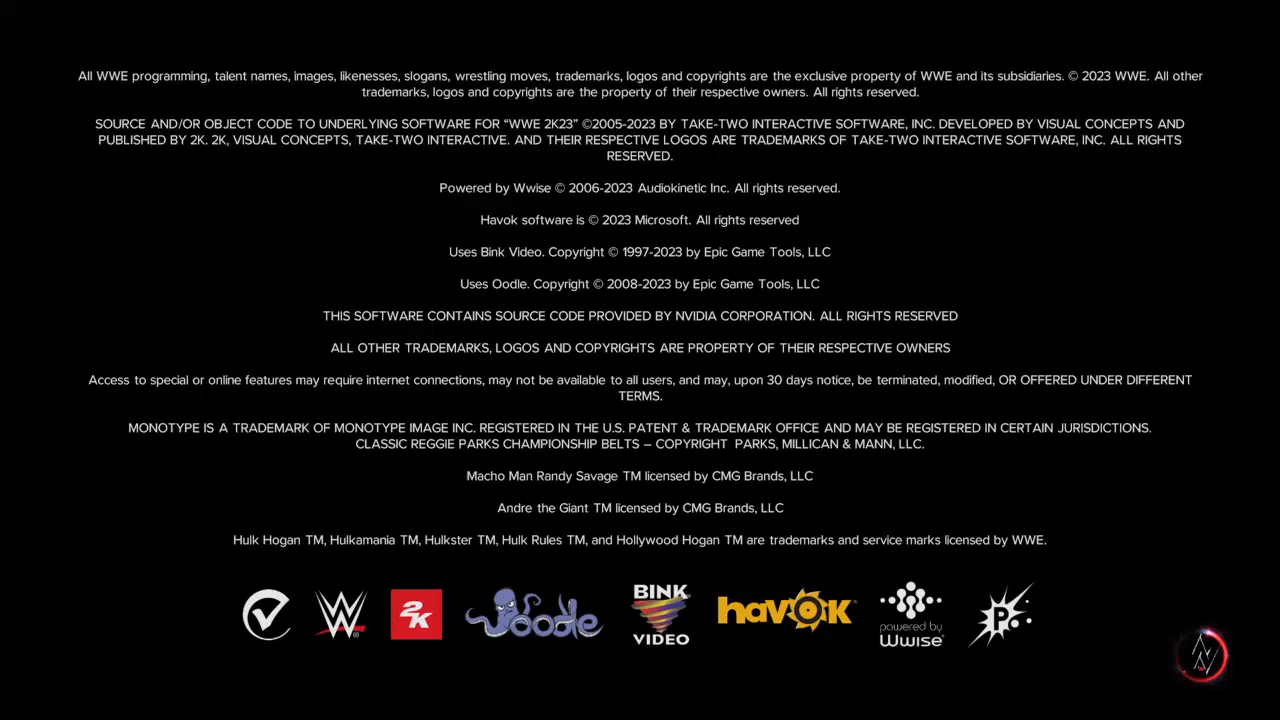 All WWE programming, talent names, images, likenesses, slogans, wrestling moves, trademarks, logos and copyrights are the exclusive property of WWE and its subsidiaries. © 2023 WWE. All other
trademarks, logos and copyrights are the property of their respective owners. All rights reserved.
SOURCE AND/OR OBJECT CODE TO UNDERLYING SOFTWARE FOR “WWE 2K23” ©2005-2023 BY TAKE-TWO INTERACTIVE SOFTWARE, INC. DEVELOPED BY VISUAL CONCEPTS AND
PUBLISHED BY 2K. 2K, VISUAL CONCEPTS, TAKE-TWO INTERACTIVE. AND THEIR RESPECTIVE LOGOS ARE TRADEMARKS OF TAKE-TWO INTERACTIVE SOFTWARE, INC. ALL RIGHTS
RESERVED.
Powered by Wwise © 2006-2023 Audiokinetic Inc. All rights reserved.
Havok software is © 2023 Microsoft. All rights reserved
Uses Bink Video. Copyright © 1997-2023 by Epic Game Tools, LLC
Uses Oodle. Copyright © 2008-2023 by Epic Game Tools, LLC
THIS SOFTWARE CONTAINS SOURCE CODE PROVIDED BY NVIDIA CORPORATION. ALL RIGHTS RESERVED
ALL OTHER TRADEMARKS, LOGOS AND COPYRIGHTS ARE PROPERTY OF THEIR RESPECTIVE OWNERS
Access to special or online features may require internet connections, may not be available to all users, and may, upon 30 days notice, be terminated, modified, OR OFFERED UNDER DIFFERENT
TERMS.
MONOTYPE IS A TRADEMARK OF MONOTYPE IMAGE INC. REGISTERED IN THE U.S. PATENT & TRADEMARK OFFICE AND MAY BE REGISTERED IN CERTAIN JURISDICTIONS.
CLASSIC REGGIE PARKS CHAMPIONSHIP BELTS – COPYRIGHT PARKS, MILLICAN & MANN, LLC.
Macho Man Randy Savage TM licensed by CMG Brands, LLC
Andre the Giant TM licensed by CMG Brands, LLC
Hulk Hogan TM, Hulkamania TM, Hulkster TM, Hulk Rules TM, and Hollywood Hogan TM are trademarks and service marks licensed by WWE.
W ® 2K oodle BINK VIDEO havok ® powered by Wwise P